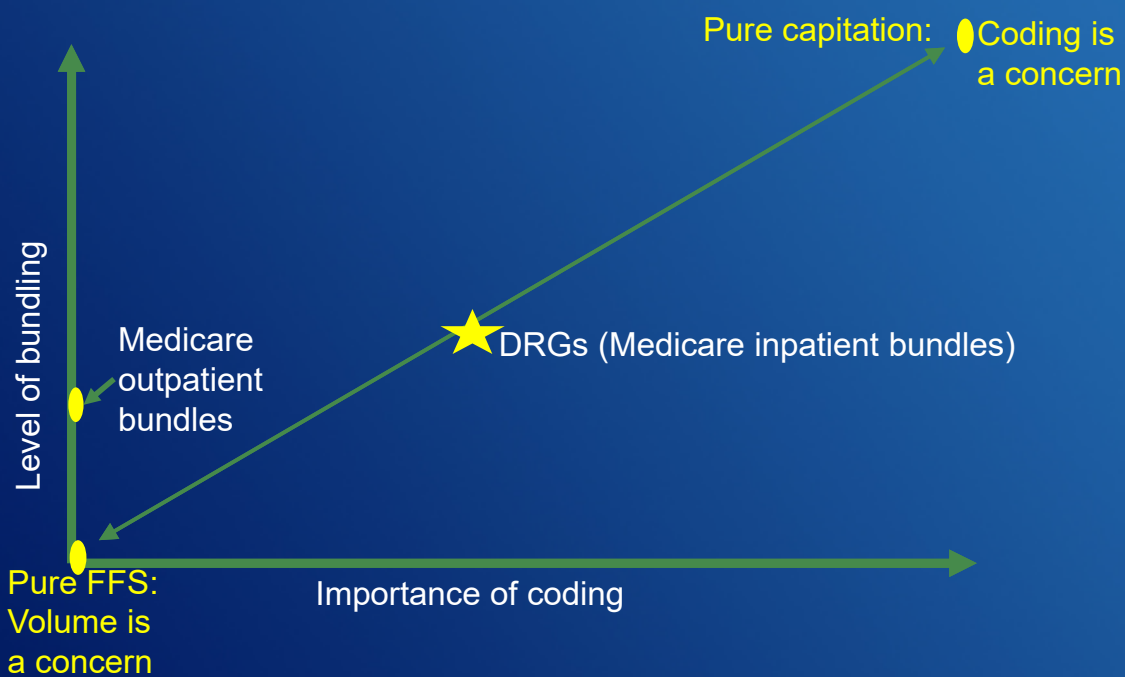 Pure capitation:
Coding is
a concern
Level of bundling
Medicare
outpatient
bundles
DRGs (Medicare inpatient bundles)
Pure FFS:
Volume is
a concern
Importance of coding